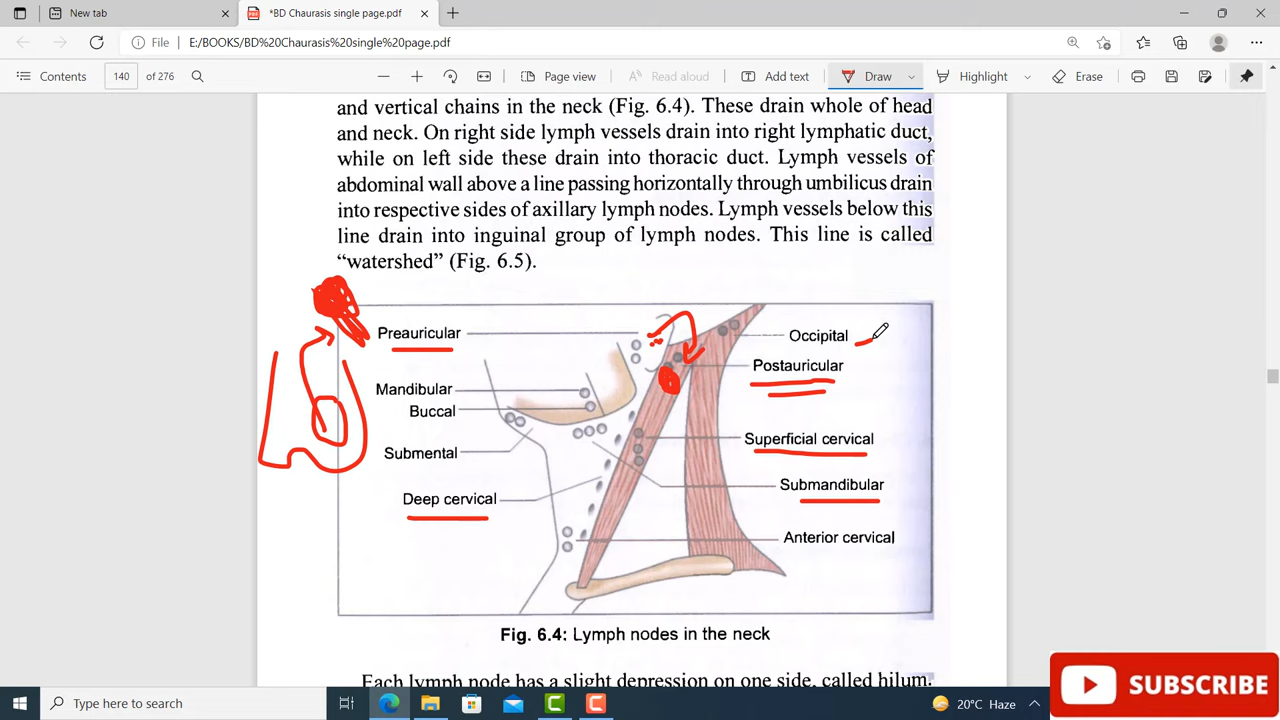 New tab
*BD Chaurasis single page.pdf
File
E:/BOOKS/BD%20Chaurasis%20single%20page.pdf
Contents
140
of 276
Page view
Read aloud
Add text
Draw
Highlight
Erase
and vertical chains in the neck (Fig. 6.4). These drain whole of head
and neck. On right side lymph vessels drain into right lymphatic duct,
while on left side these drain into thoracic duct. Lymph vessels of
abdominal wall above a line passing horizontally through umbilicus drain
into respective sides of axillary lymph nodes. Lymph vessels below this
line drain into inguinal group of lymph nodes. This line is called
“watershed” (Fig. 6.5).
Preauricular
Occipital
Postauricular
Mandibular
Buccal
Superficial cervical
Submental
Submandibular
Deep cervical
Anterior cervical
Fig. 6.4: Lymph nodes in the neck
Each lymph node has a slight depression on one side, called hilum.
SUBSCRIBE
Type here to search
20°C Haze